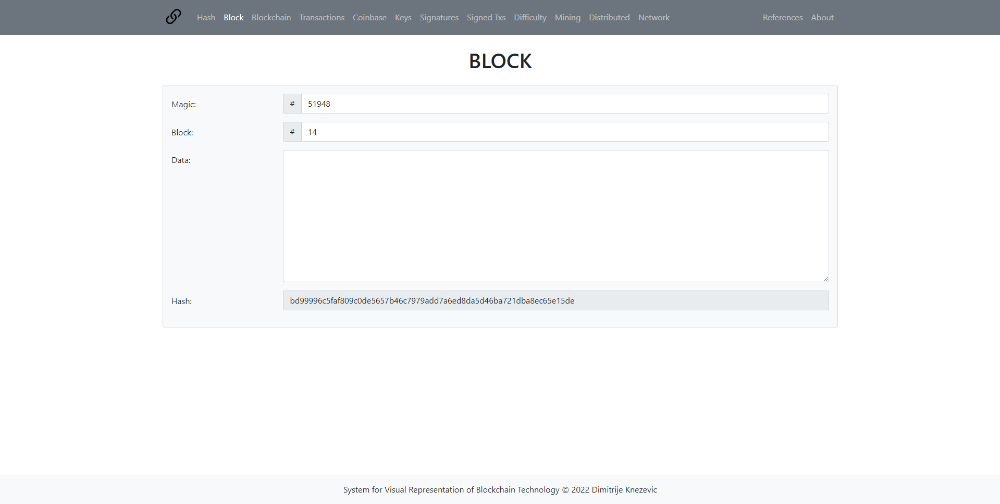 Hash Block Blockchain Transactions Coinbase Keys Signatures Signed Txs Difficulty Mining Distributed Network References About
BLOCK
Magic: # 51948
Block: # 14
Data:
Hash: bd99996c5faf809c0de5657b46c7979add7a6ed8da5d46ba721dba8ec65e15de
System for Visual Representation of Blockchain Technology © 2022 Dimitrije Knezevic